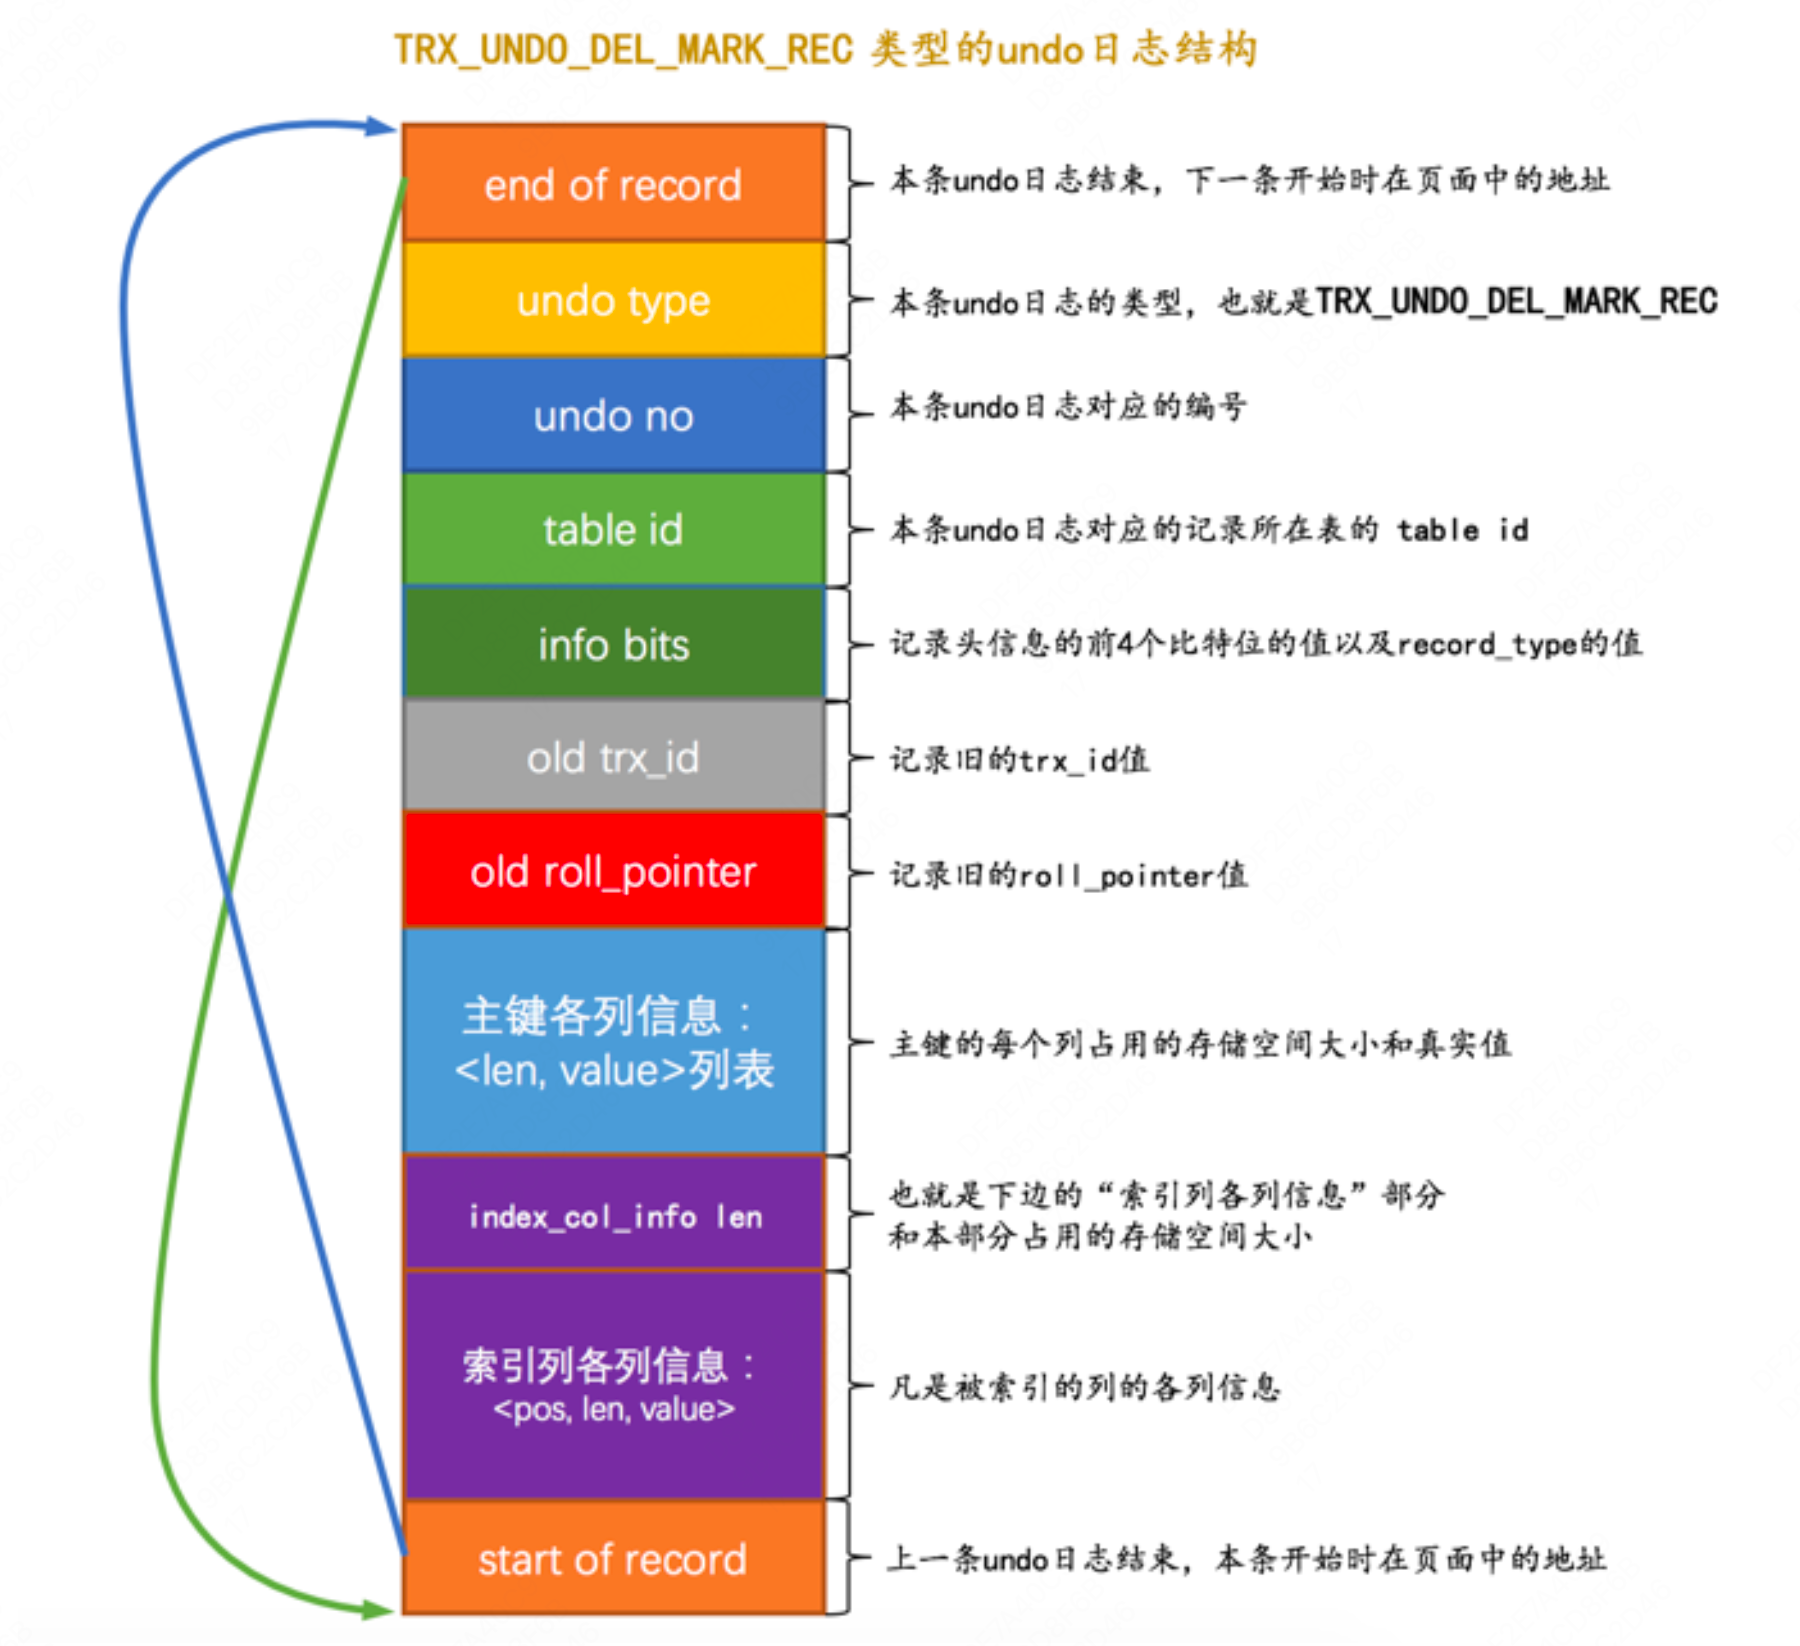 TRX_UNDO_DEL_MARK_REC 类型的undo日志结构
end of record
本条undo日志结束，下一条开始时在页面中的地址
undo type
本条undo日志的类型，也就是TRX_UNDO_DEL_MARK_REC
undo no
本条undo日志对应的编号
table id
本条undo日志对应的记录所在表的 table id
info bits
记录头信息的前4个比特位的值以及record_type的值
old trx_id
记录旧的trx_id值
old roll_pointer
记录旧的roll_pointer值
主键各列信息：
<len, value>列表
主键的每个列占用的存储空间大小和真实值
index_col_info len
也就是下边的“索引列各列信息”部分
和本部分占用的存储空间大小
索引列各列信息：
<pos, len, value>
凡是被索引的列的各列信息
start of record
上一条undo日志结束，本条开始时在页面中的地址